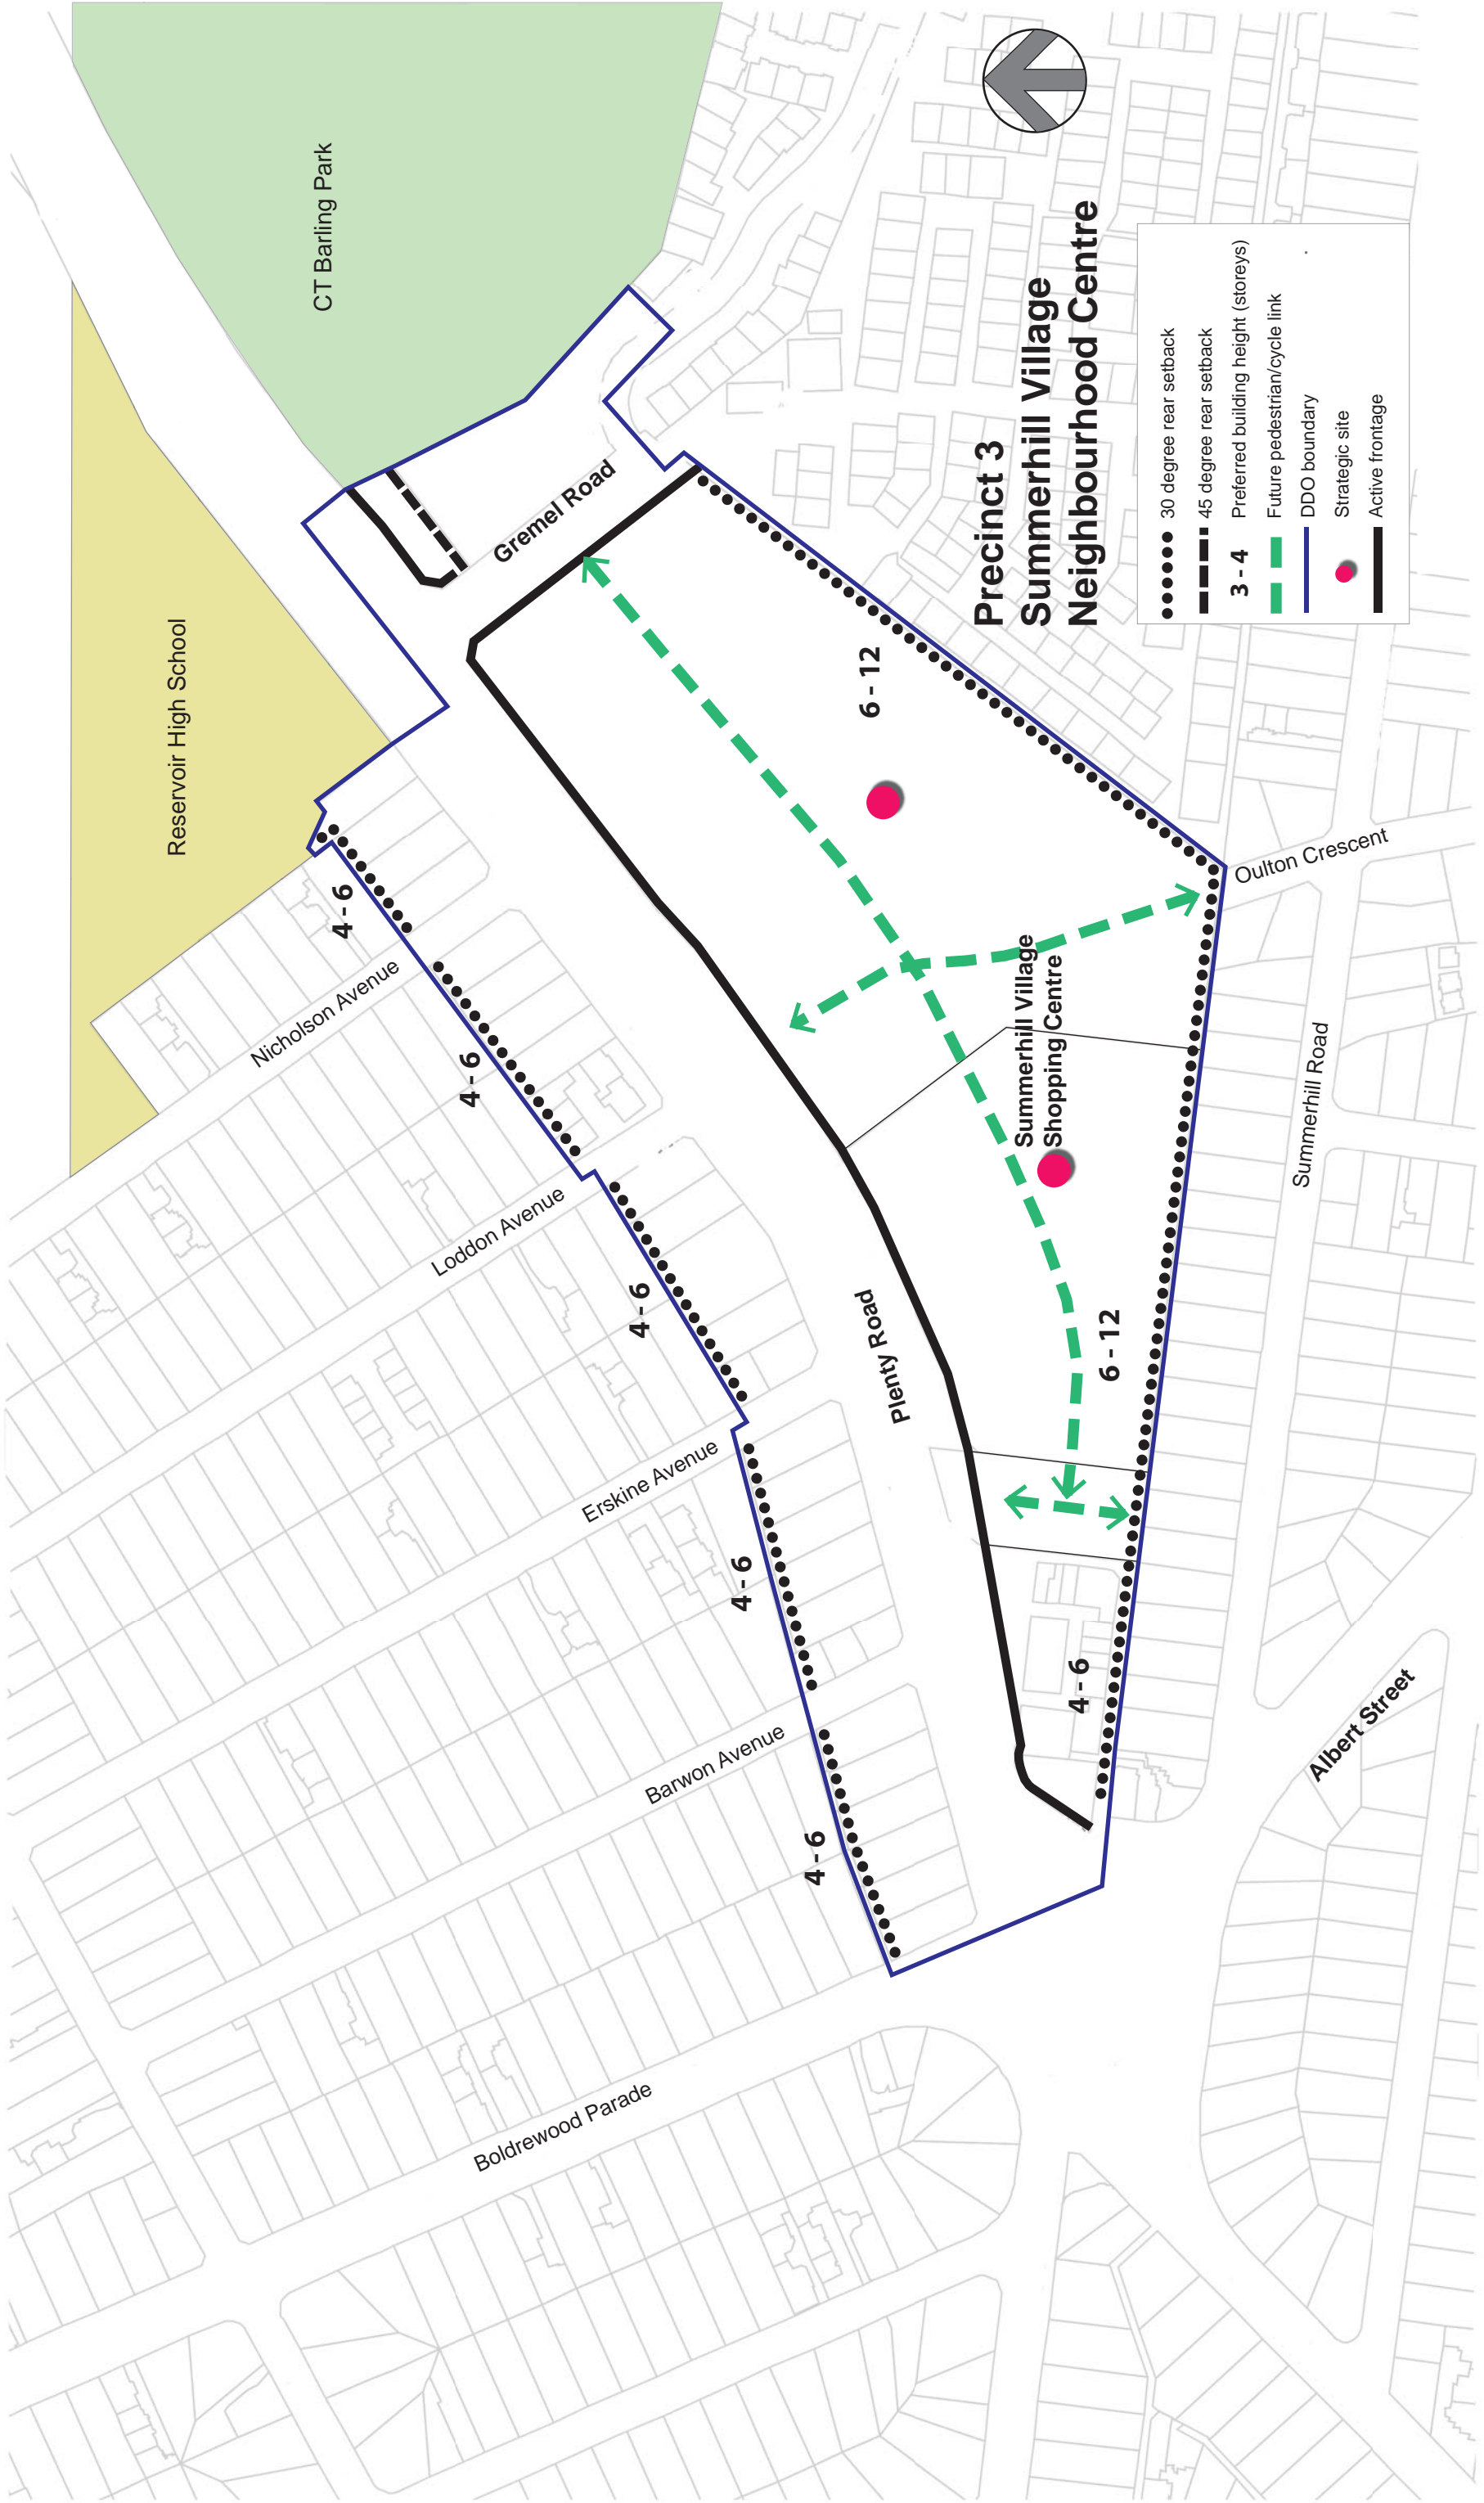 CT Barling Park
Reservoir High School
Gremel Road
Nicholson Avenue
Loddon Avenue
Erskine Avenue
Barwon Avenue
Boldrewood Parade
Plenty Road
4 - 6
4 - 6
4 - 6
4 - 6
4 - 6
6 - 12
Summerhill Village
Shopping Centre
6 - 12
4 - 6
Oulton Crescent
Summerhill Road
Albert Street
Precinct 3
Summerhill Village
Neighbourhood Centre
30 degree rear setback
45 degree rear setback
3 - 4 Preferred building height (storeys)
Future pedestrian/cycle link
DDO boundary
Strategic site
Active frontage